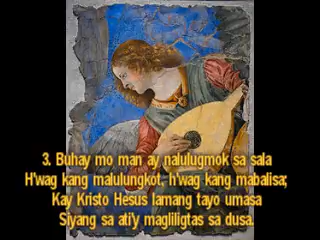 3. Buhay mo man ay nalulugmok sa sala
H'wag kang malulungkot, h'wag kang mabalisa;
Kay Kristo Hesus lamang tayo umasa
Siyang sa ati'y magliligtas sa dusa.